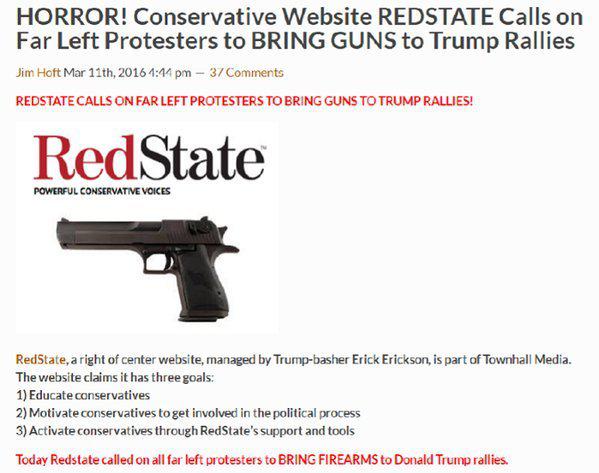 HORROR! Conservative Website REDSTATE Calls on
Far Left Protesters to BRING GUNS to Trump Rallies
Jim Hoft Mar 11th, 2016 4:44 pm — 37 Comments
REDSTATE CALLS ON FAR LEFT PROTESTERS TO BRING GUNS TO TRUMP RALLIES!
RedState™
POWERFUL CONSERVATIVE VOICES
RedState, a right of center website, managed by Trump-basher Erick Erickson, is part of Townhall Media.
The website claims it has three goals:
1) Educate conservatives
2) Motivate conservatives to get involved in the political process
3) Activate conservatives through RedState's support and tools
Today Redstate called on all far left protesters to BRING FIREARMS to Donald Trump rallies.